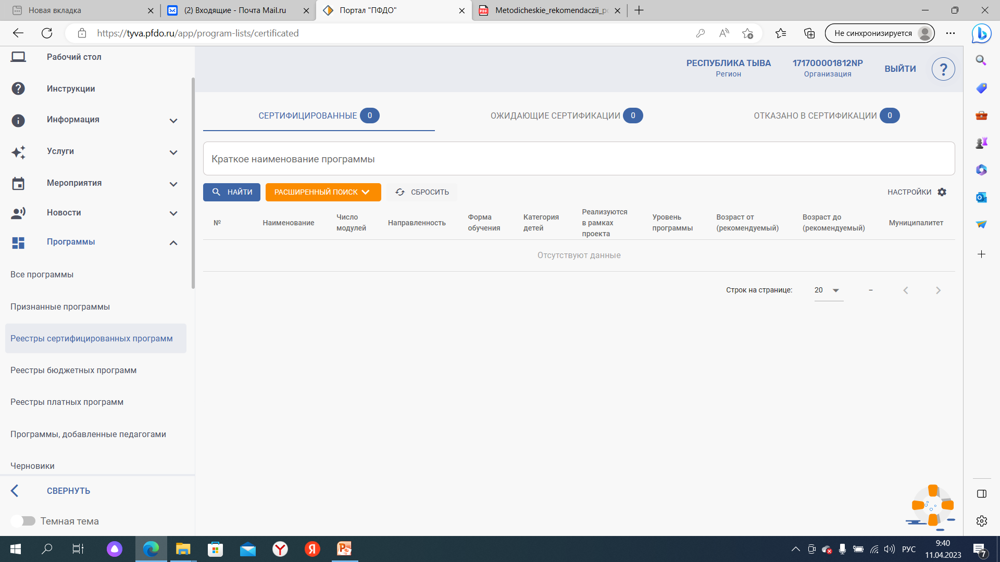 Новая вкладка
(2) Входящие - Почта Mail.ru
Портал "ПФДО"
Metodicheskie_rekomendaczii_p
https://tyva.pfdo.ru/app/program-lists/certificated
Не синхронизируется
Рабочий стол
Инструкции
Информация
Услуги
Мероприятия
Новости
Программы
Все программы
Признанные программы
Реестры сертифицированных программ
Реестры бюджетных программ
Реестры платных программ
Программы, добавленные педагогами
Черновики
СВЕРНУТЬ
Темная тема
РЕСПУБЛИКА ТЫВА
Регион
171700001812NP
Организация
ВЫЙТИ
?
СЕРТИФИЦИРОВАННЫЕ 0
ОЖИДАЮЩИЕ СЕРТИФИКАЦИИ 0
ОТКАЗАНО В СЕРТИФИКАЦИИ 0
Краткое наименование программы
НАЙТИ
РАСШИРЕННЫЙ ПОИСК
СБРОСИТЬ
НАСТРОЙКИ
№
Наименование
Число
модулей
Направленность
Форма
обучения
Категория
детей
Реализуются
в рамках
проекта
Уровень
программы
Возраст от
(рекомендуемый)
Возраст до
(рекомендуемый)
Муниципалитет
Отсутствуют данные
Строк на странице: 20 –
РУС
9:40
11.04.2023
7